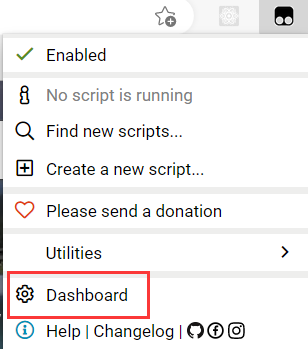 Enabled
No script is running
Find new scripts...
Create a new script...
Please send a donation
Utilities
Dashboard
Help | Changelog |